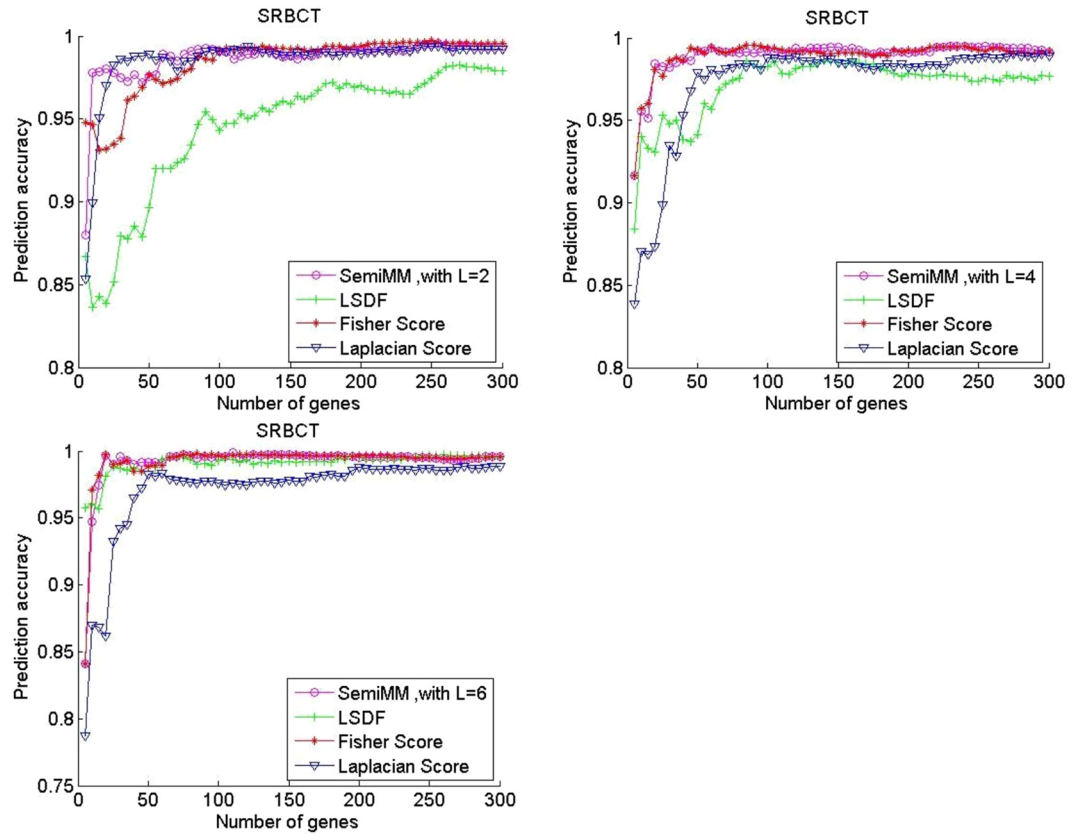 SRBCT
Prediction accuracy
1
0.95
0.9
0.85
0.8
0 50 100 150 200 250 300
Number of genes
SemiMM ,with L=2
LSDF
Fisher Score
Laplacian Score
SRBCT
Prediction accuracy
1
0.95
0.9
0.85
0.8
0 50 100 150 200 250 300
Number of genes
SemiMM ,with L=4
LSDF
Fisher Score
Laplacian Score
SRBCT
Prediction accuracy
1
0.95
0.9
0.85
0.8
0.75
0 50 100 150 200 250 300
Number of genes
SemiMM ,with L=6
LSDF
Fisher Score
Laplacian Score